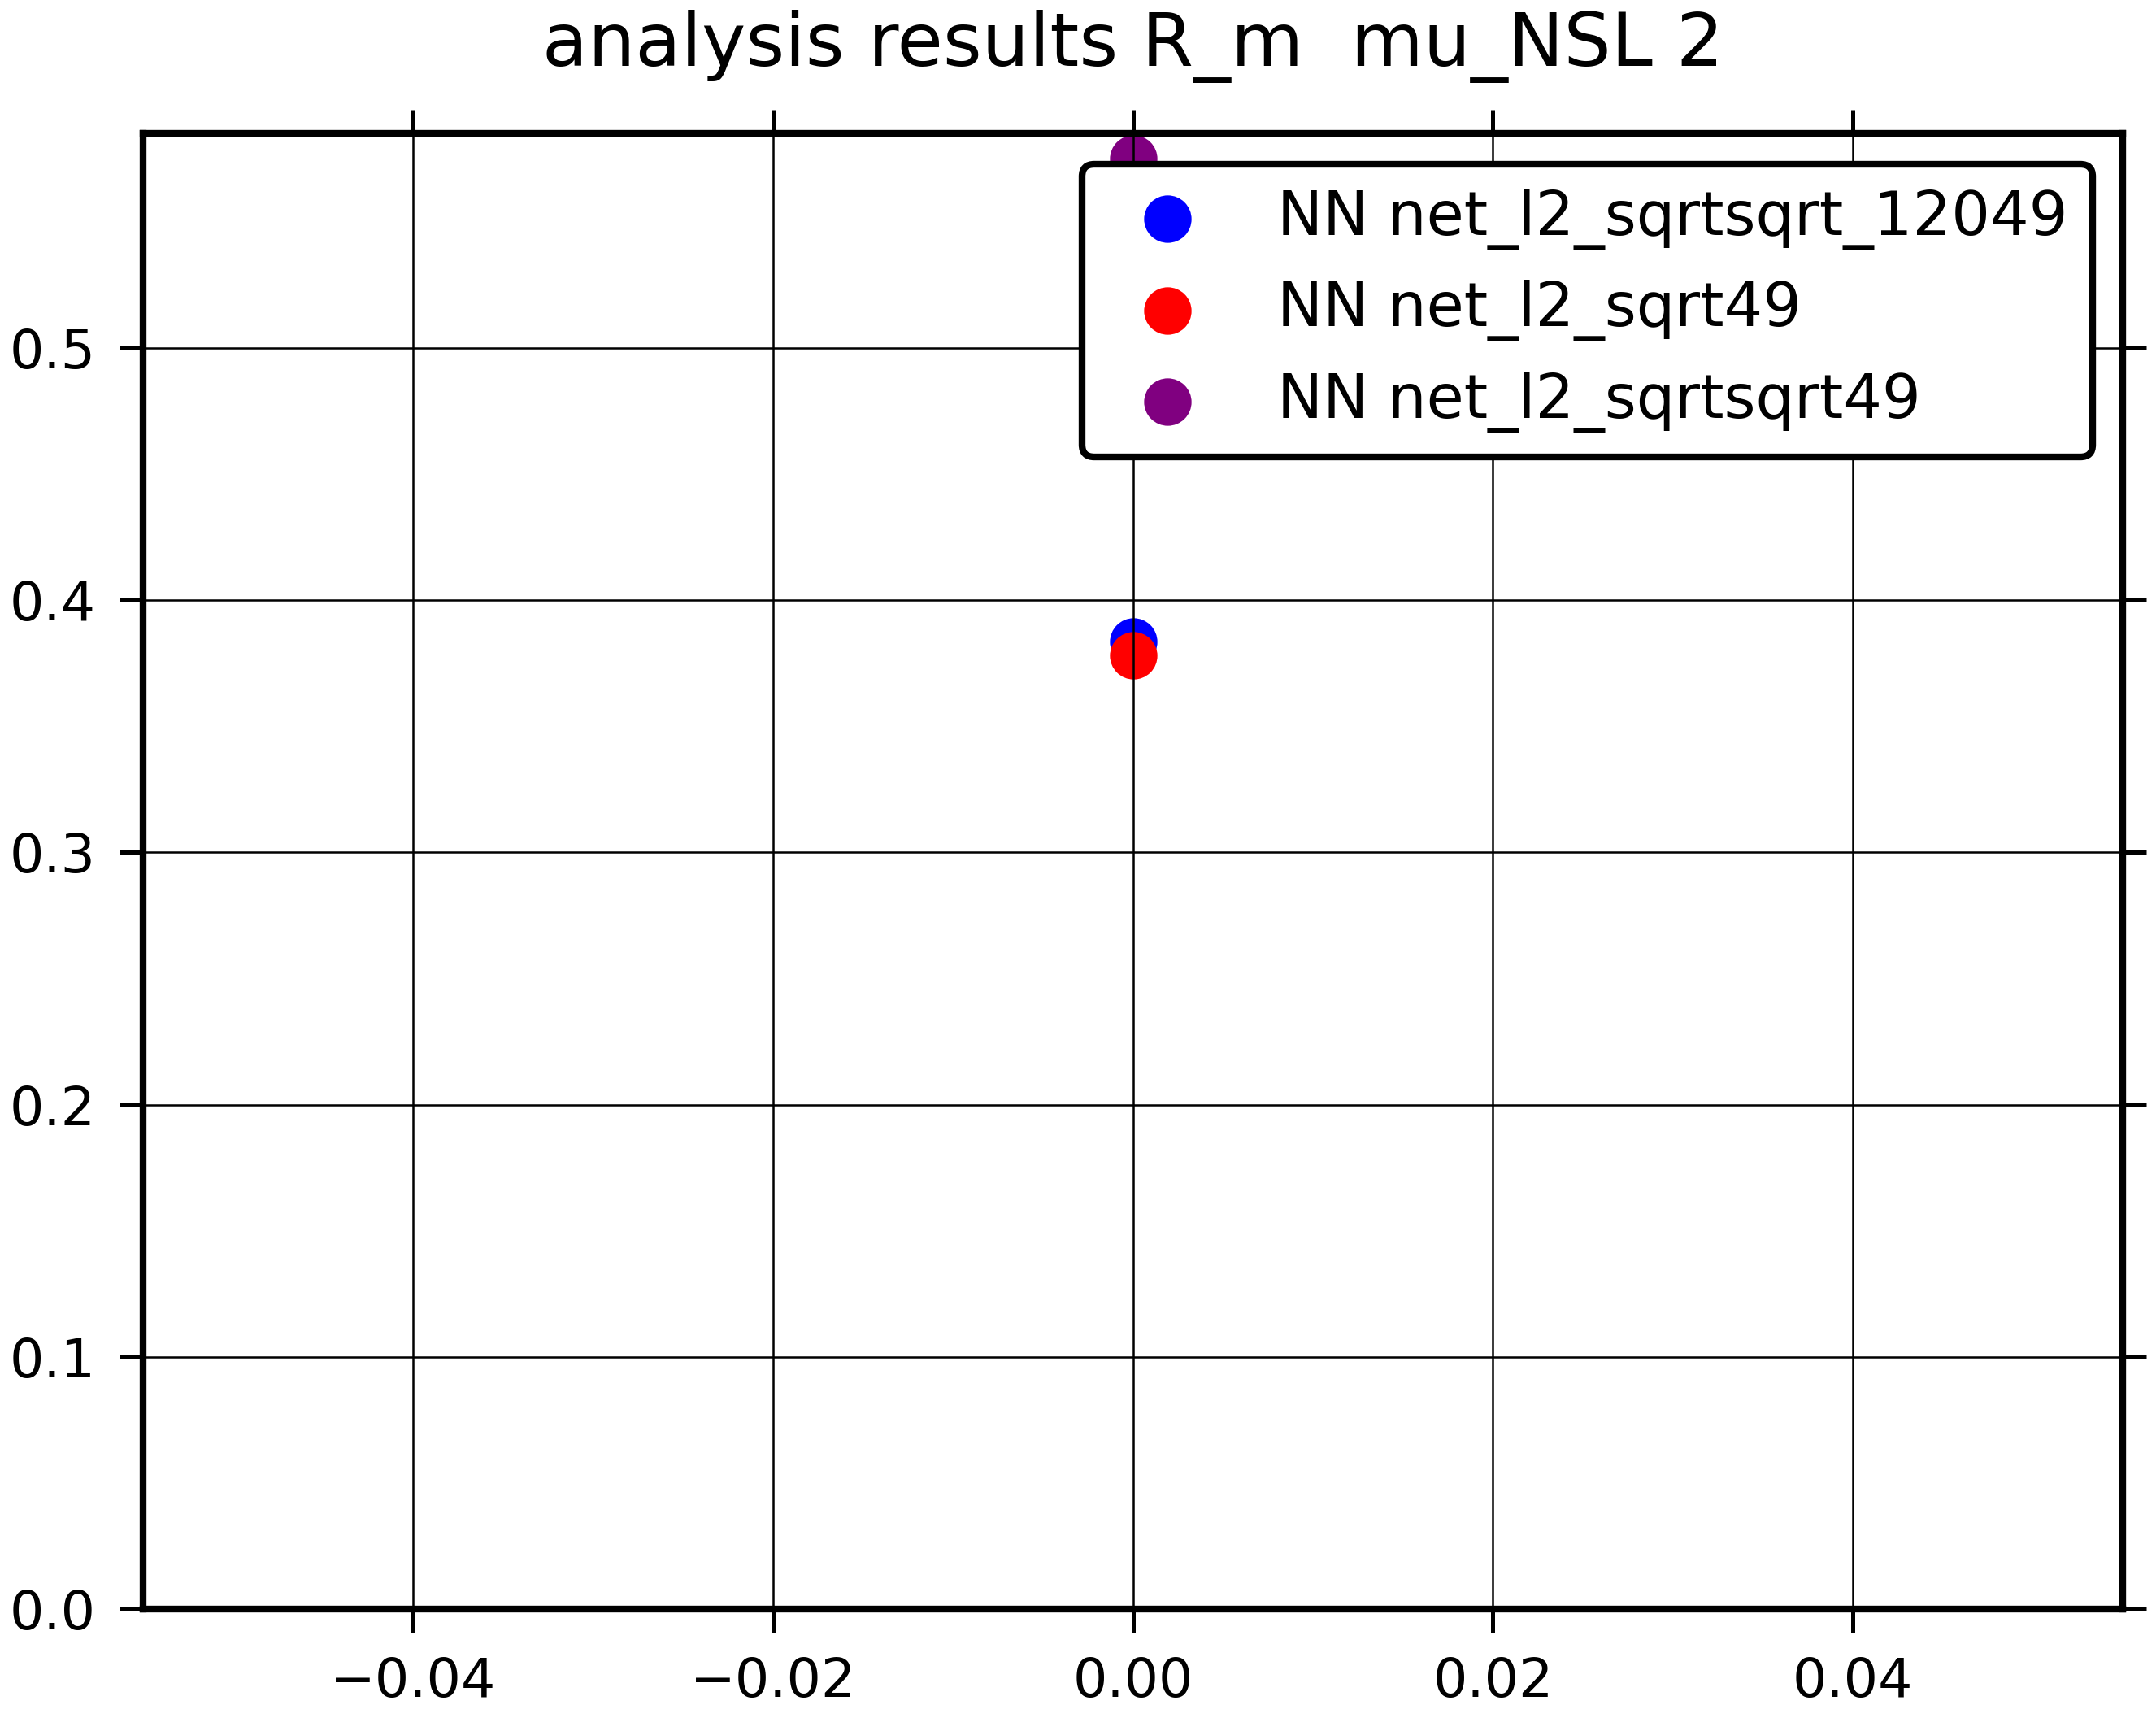 analysis results R_m  mu_NSL 2
NN net_l2_sqrtsqrt_12049
NN net_l2_sqrt49
NN net_l2_sqrtsqrt49
0.5
0.4
0.3
0.2
0.1
0.0
−0.04 −0.02 0.00 0.02 0.04